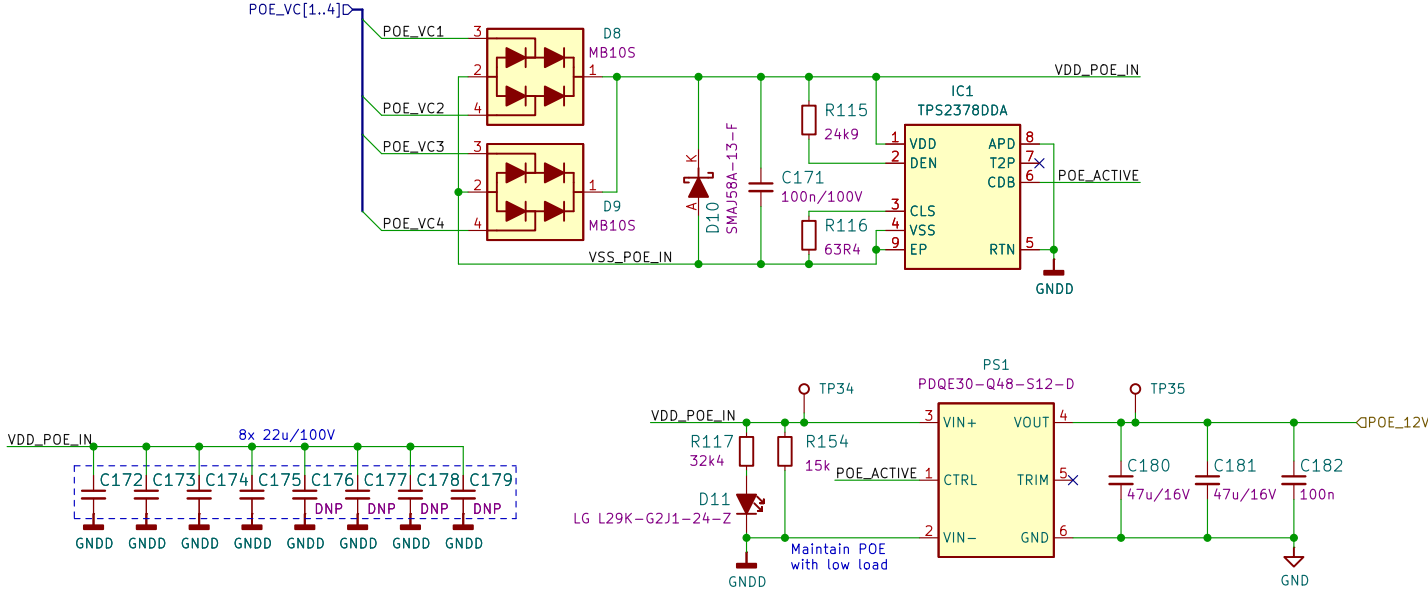 POE_VC[1..4]
POE_VC1
3
D8
MB10S
2
1
POE_VC2
4
POE_VC3
3
2
1
D9
MB10S
POE_VC4
4
VSS_POE_IN
VDD_POE_IN
K
A
D10
SMAJ58A-13-F
C171
100n/100V
R115
24k9
R116
63R4
IC1
TPS2378DDA
1
VDD
2
DEN
3
CLS
4
VSS
9
EP
APD
8
T2P
7
CDB
6
POE_ACTIVE
RTN
5
GNDD
VDD_POE_IN
8x 22u/100V
C172
C173
C174
C175
C176
C177
C178
C179
DNP
DNP
DNP
DNP
GNDD
GNDD
GNDD
GNDD
GNDD
GNDD
GNDD
GNDD
VDD_POE_IN
TP34
R117
32k4
R154
15k
D11
LG L29K-G2J1-24-Z
POE_ACTIVE
Maintain POE
with low load
GNDD
PS1
PDQE30-Q48-S12-D
3
VIN+
1
CTRL
2
VIN-
VOUT
4
TRIM
5
GND
6
TP35
POE_12V
C180
47u/16V
C181
47u/16V
C182
100n
GND